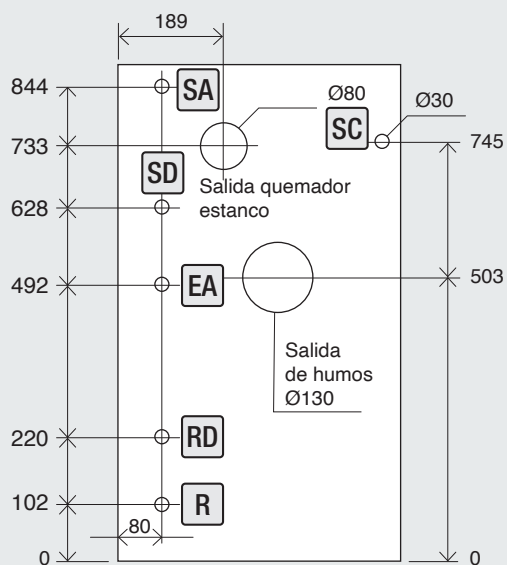 189
844
SA
Ø80
Ø30
SC
733
745
SD
Salida quemador
estanco
628
492
EA
503
Salida
de humos
Ø130
220
RD
102
R
80
0
0